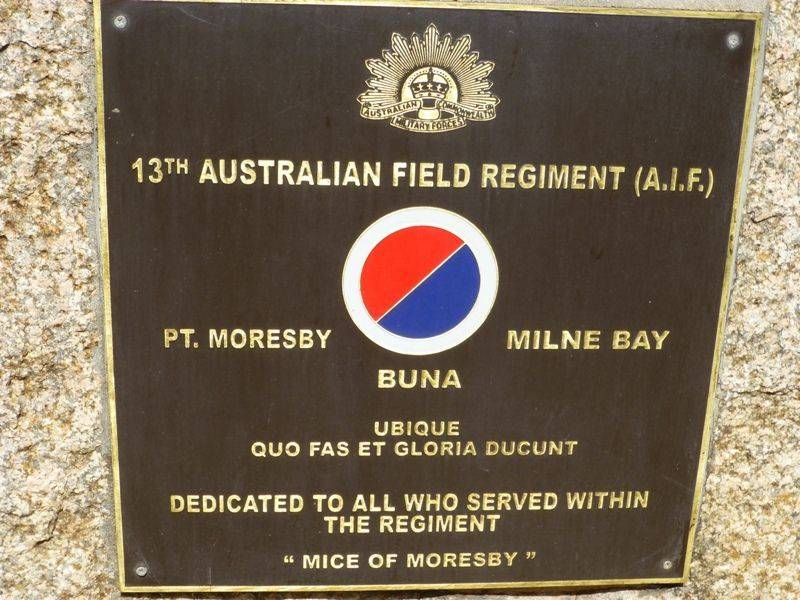 AUSTRALIAN COMMONWEALTH
MILITARY FORCES
13TH AUSTRALIAN FIELD REGIMENT (A.I.F.)
PT. MORESBY
MILNE BAY
BUNA
UBIQUE
QUO FAS ET GLORIA DUCUNT
DEDICATED TO ALL WHO SERVED WITHIN
THE REGIMENT
“ MICE OF MORESBY ”